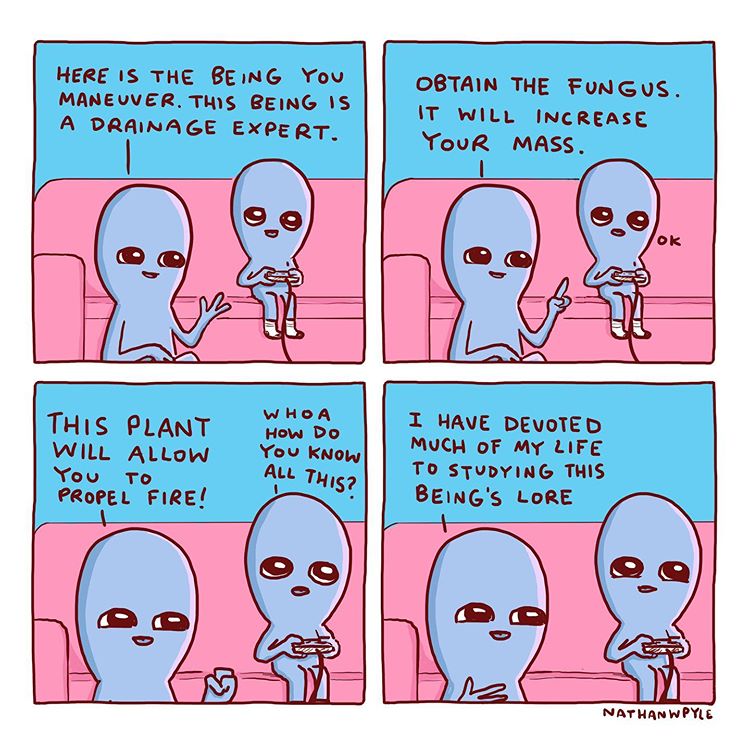 HERE IS THE BEING YOU
MANEUVER. THIS BEING IS
A DRAINAGE EXPERT.
OBTAIN THE FUNGUS.
IT WILL INCREASE
YOUR MASS.
OK
THIS PLANT
WILL ALLOW
YOU TO
PROPEL FIRE!
WHOA
HOW DO
YOU KNOW
ALL THIS?
I HAVE DEVOTED
MUCH OF MY LIFE
TO STUDYING THIS
BEING'S LORE
NATHANWPYLE